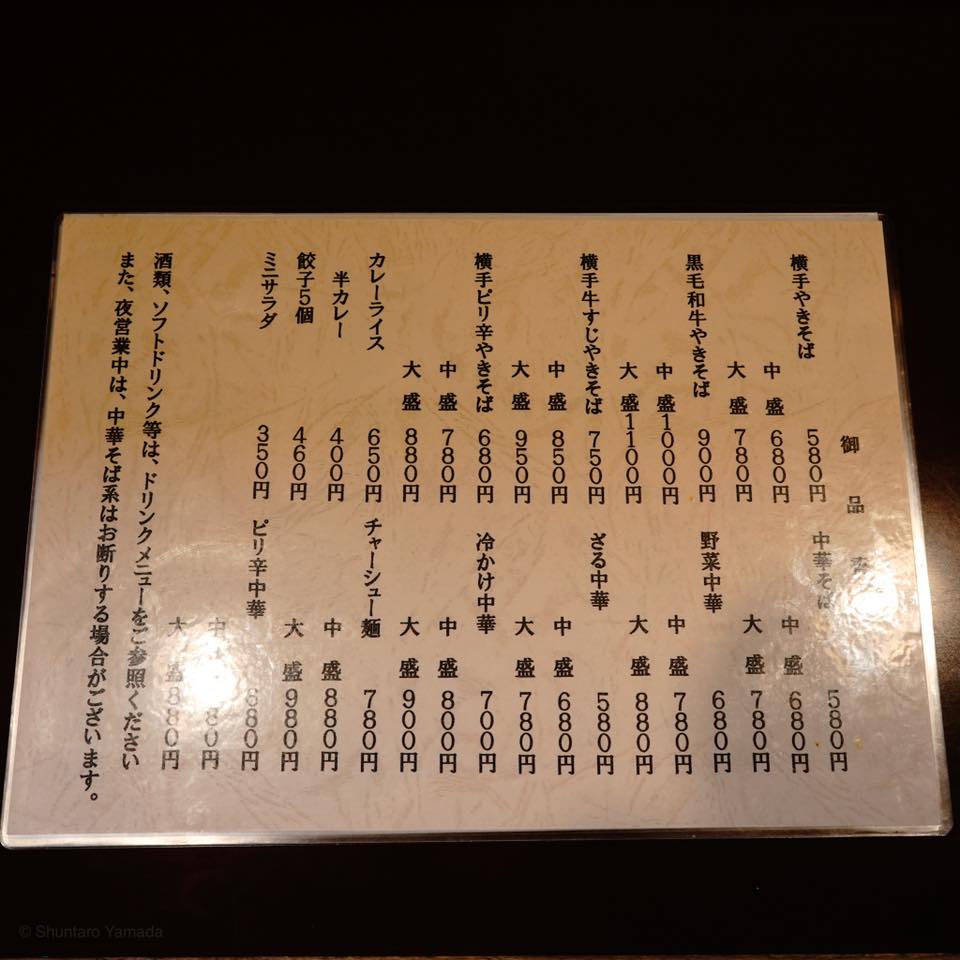 御品
横手やきそば 580円
中盛 680円
大盛 780円
黒毛和牛やきそば 900円
中盛1000円
大盛1100円
横手牛すじやきそば 750円
中盛 850円
大盛 950円
横手ピリ辛やきそば 680円
中盛 780円
大盛 880円
カレーライス 650円
半カレー 400円
餃子5個 460円
ミニサラダ 350円
中華そば 580円
中盛 680円
大盛 780円
野菜中華 680円
中盛 780円
大盛 880円
ざる中華 580円
中盛 680円
大盛 780円
冷かけ中華 700円
中盛 800円
大盛 900円
チャーシュー麺 780円
中盛 880円
大盛 980円
ピリ辛中華 680円
中 80円
大盛 880円
酒類、ソフトドリンク等は、ドリンクメニューをご参照ください
また、夜営業中は、中華そば系はお断りする場合がございます。
© Shuntaro Yamada